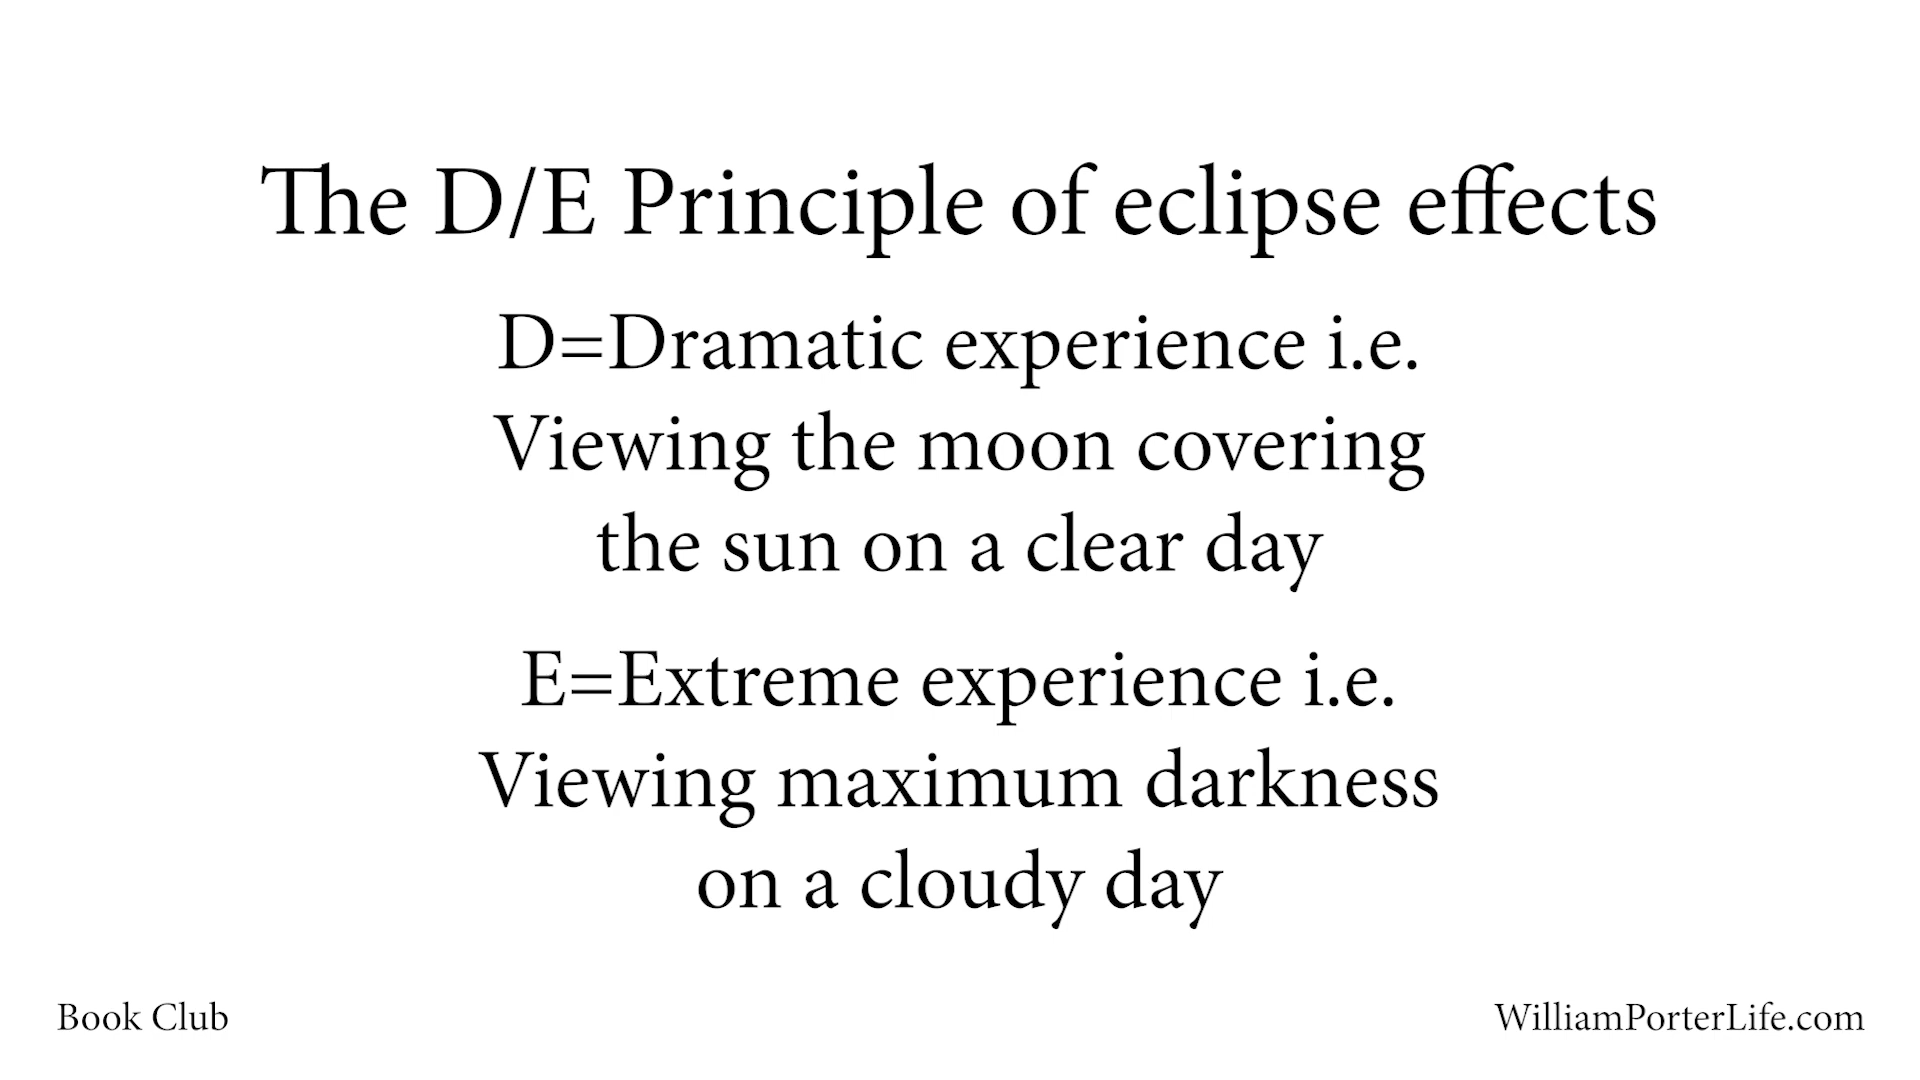 The D/E Principle of eclipse effects
D=Dramatic experience i.e.
Viewing the moon covering
the sun on a clear day
E=Extreme experience i.e.
Viewing maximum darkness
on a cloudy day
Book Club
WilliamPorterLife.com